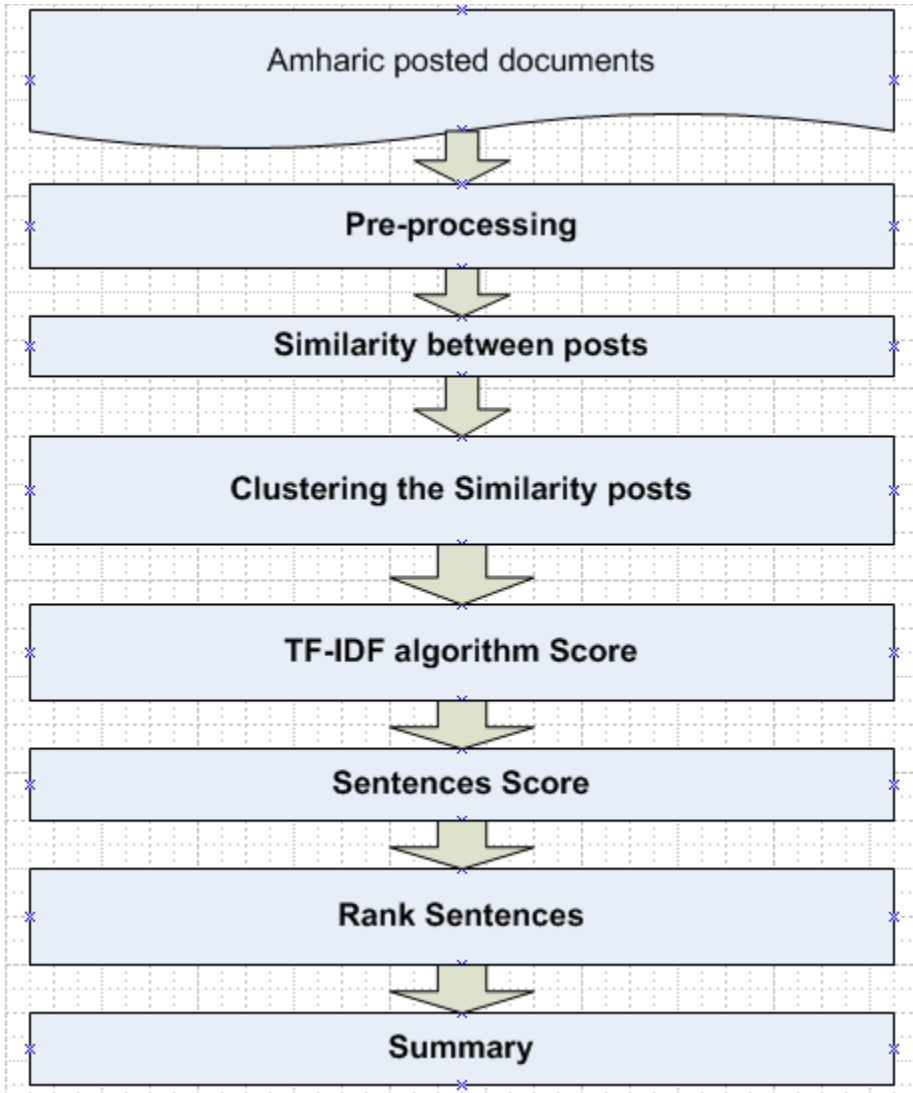 Amharic posted documents
Pre-processing
Similarity between posts
Clustering the Similarity posts
TF-IDF algorithm Score
Sentences Score
Rank Sentences
Summary